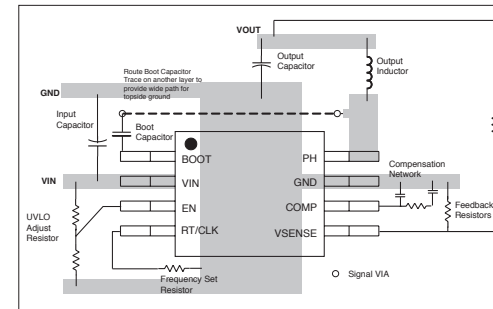 VOUT
Output
Capacitor
Output
Inductor
Route Boot Capacitor
Trace on another layer to
provide wide path for
topside ground
GND
Input
Capacitor
Boot
Capacitor
BOOT
PH
Compensation
Network
VIN
VIN
GND
EN
COMP
UVLO
Adjust
Resistor
Feedback
Resistors
RT/CLK
VSENSE
Frequency Set
Resistor
Signal VIA